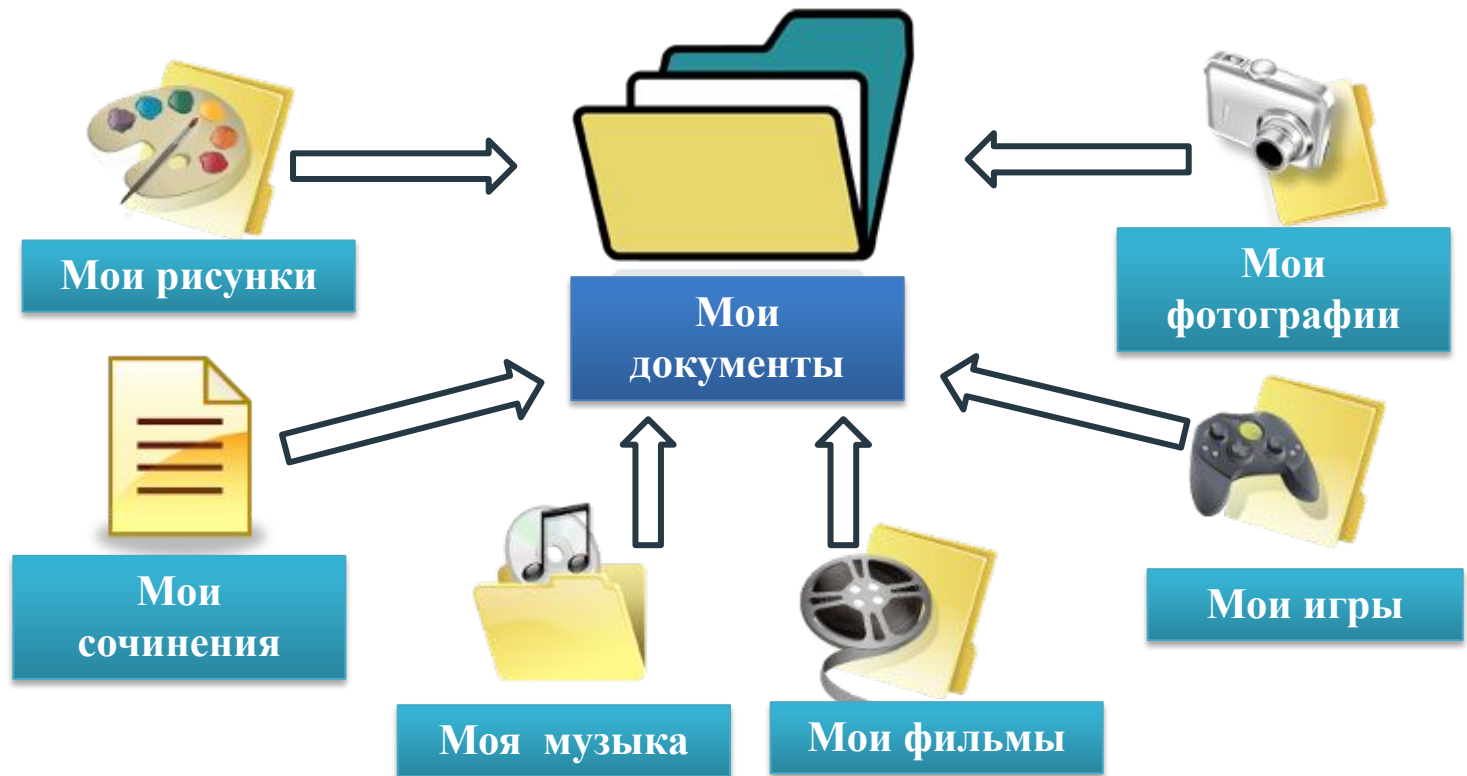 Мои рисунки
Мои
документы
Мои
фотографии
Мои
сочинения
Моя  музыка
Мои фильмы
Мои игры